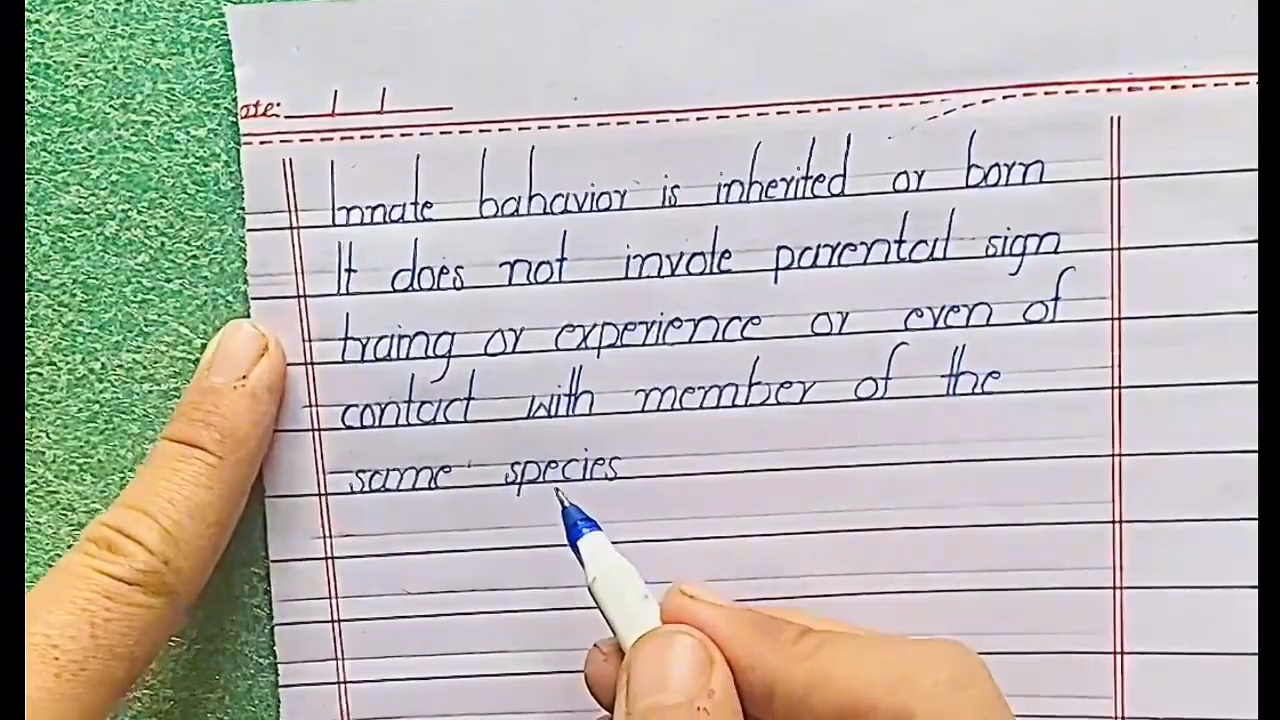 ate:
Innate bahavior is inherited or born
It does not invole parental sign
traing or experience or even of
contact with member of the
same species